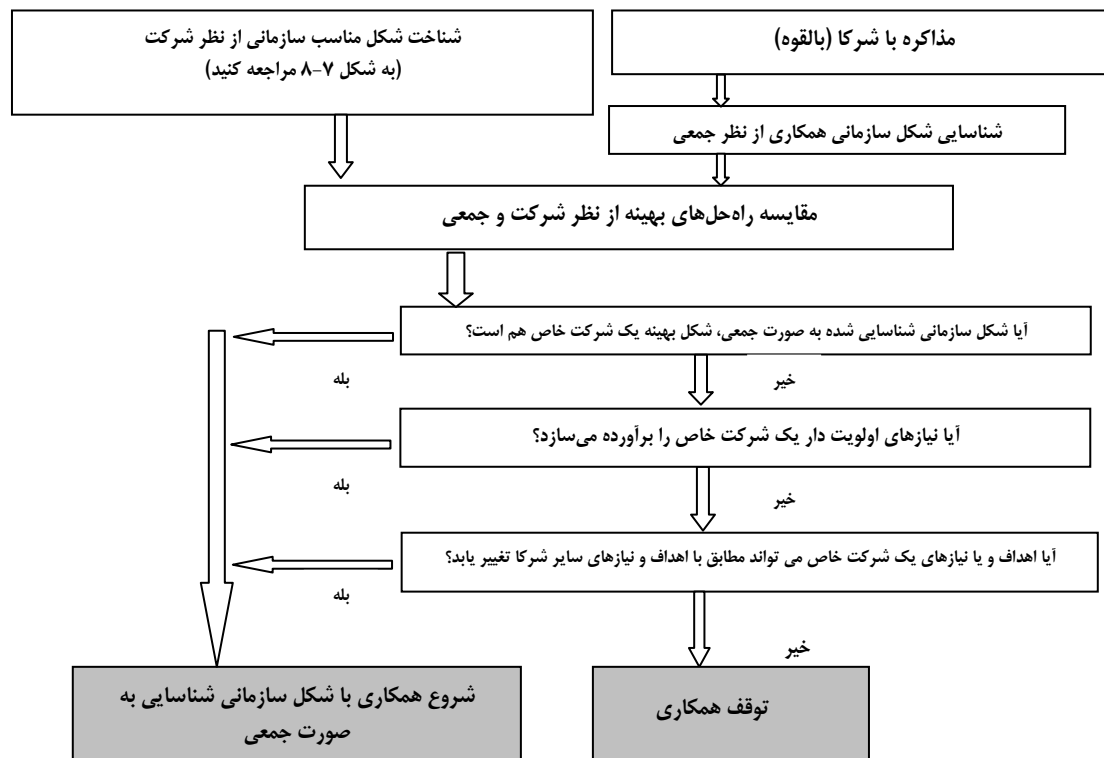 مذاکره با شرکا (بالقوه)
شناخت شکل مناسب سازمانی از نظر شرکت
(به شکل ۷-۸ مراجعه کنید)
شناسایی شکل سازمانی همکاری از نظر جمعی
مقایسه راه‌حل‌های بهینه از نظر شرکت و جمعی
آیا شکل سازمانی شناسایی شده به صورت جمعی، شکل بهینه یک شرکت خاص هم است؟
خیر
بله
آیا نیازهای اولویت دار یک شرکت خاص را برآورده می‌سازد؟
خیر
بله
آیا اهداف و یا نیازهای یک شرکت خاص می تواند مطابق با اهداف و نیازهای سایر شرکا تغییر یابد؟
بله
خیر
توقف همکاری
شروع همکاری با شکل سازمانی شناسایی به
صورت جمعی